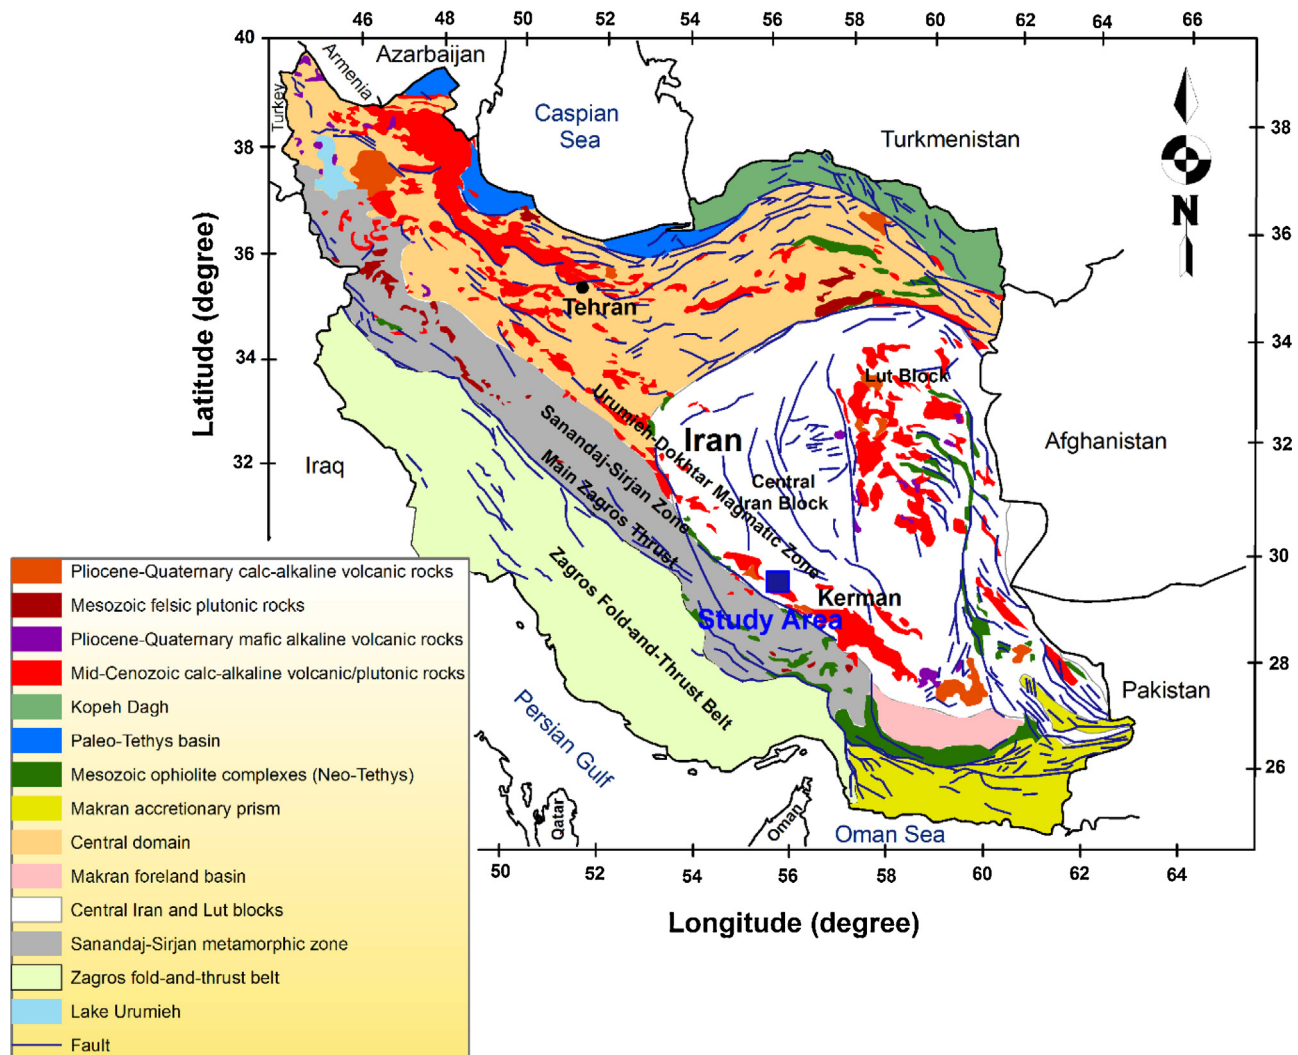 46 48 50 52 54 56 58 60 62 64 66
40
38
36
34
32
38
36
34
32
30
28
26
Latitude (degree)
Turkey
Armenia
Azarbaijan
Caspian
Sea
Turkmenistan
N
Tehran
Lut Block
Iran
Afghanistan
Iraq
Central
Iran Block
Urumieh-Dokhtar Magmatic Zone
Sanandaj-Sirjan Zone
Main Zagros Thrust
Zagros Fold-and-Thrust Belt
Kerman
Study Area
Pakistan
Persian Gulf
Qatar
Oman
Oman Sea
50 52 54 56 58 60 62 64
Longitude (degree)
Pliocene-Quaternary calc-alkaline volcanic rocks
Mesozoic felsic plutonic rocks
Pliocene-Quaternary mafic alkaline volcanic rocks
Mid-Cenozoic calc-alkaline volcanic/plutonic rocks
Kopeh Dagh
Paleo-Tethys basin
Mesozoic ophiolite complexes (Neo-Tethys)
Makran accretionary prism
Central domain
Makran foreland basin
Central Iran and Lut blocks
Sanandaj-Sirjan metamorphic zone
Zagros fold-and-thrust belt
Lake Urumieh
Fault